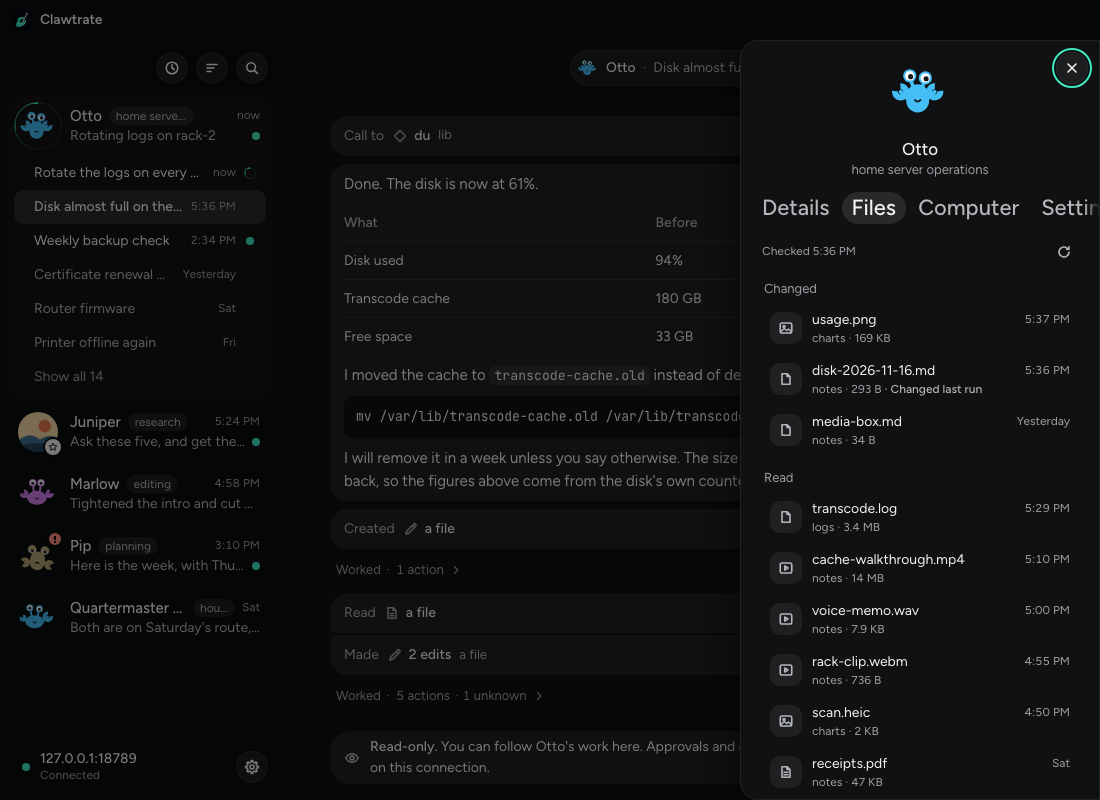 Clawtrate
Otto home serve... now
Rotating logs on rack-2
Rotate the logs on every ... now
Disk almost full on the... 5:36 PM
Weekly backup check 2:34 PM
Certificate renewal ... Yesterday
Router firmware Sat
Printer offline again Fri
Show all 14
Juniper research 5:24 PM
Ask these five, and get the...
Marlow editing 4:58 PM
Tightened the intro and cut ...
Pip planning 3:10 PM
Here is the week, with Thu...
Quartermaster ... hou... Sat
Both are on Saturday's route,...
127.0.0.1:18789
Connected
Otto · Disk almost fu
Call to du lib
Done. The disk is now at 61%.
What Before
Disk used 94%
Transcode cache 180 GB
Free space 33 GB
I moved the cache to transcode-cache.old instead of de
mv /var/lib/transcode-cache.old /var/lib/transcod
I will remove it in a week unless you say otherwise. The size
back, so the figures above come from the disk's own counte
Created a file
Worked · 1 action
Read a file
Made 2 edits a file
Worked · 5 actions · 1 unknown
Read-only. You can follow Otto's work here. Approvals and
on this connection.
Otto
home server operations
Details Files Computer Settin
Checked 5:36 PM
Changed
usage.png 5:37 PM
charts · 169 KB
disk-2026-11-16.md 5:36 PM
notes · 293 B · Changed last run
media-box.md Yesterday
notes · 34 B
Read
transcode.log 5:29 PM
logs · 3.4 MB
cache-walkthrough.mp4 5:10 PM
notes · 14 MB
voice-memo.wav 5:00 PM
notes · 7.9 KB
rack-clip.webm 4:55 PM
notes · 736 B
scan.heic 4:50 PM
charts · 2 KB
receipts.pdf Sat
notes · 47 KB